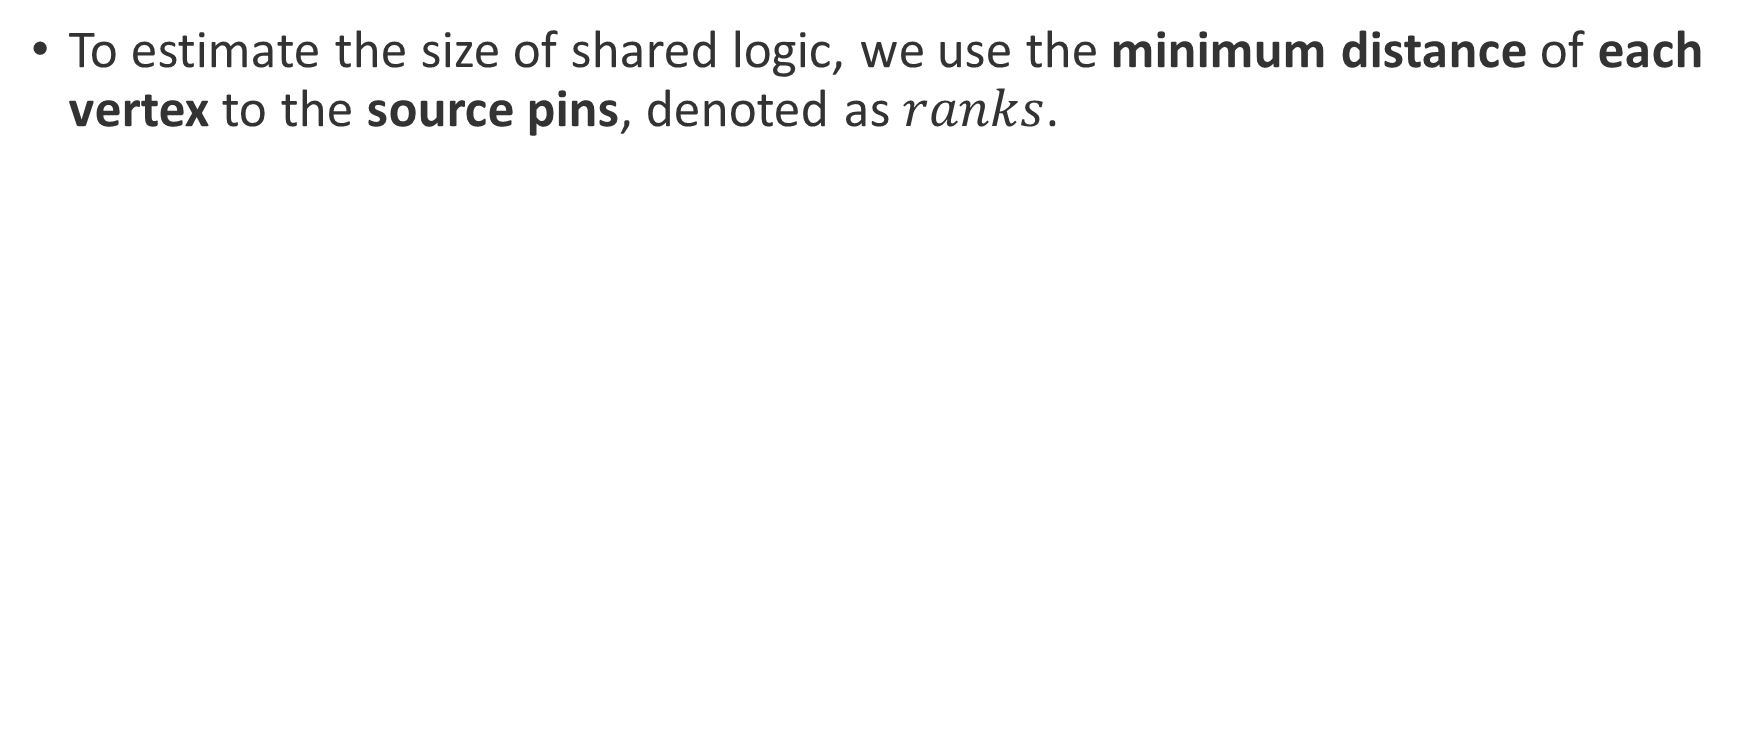 • To estimate the size of shared logic, we use the minimum distance of each
vertex to the source pins, denoted as ranks.